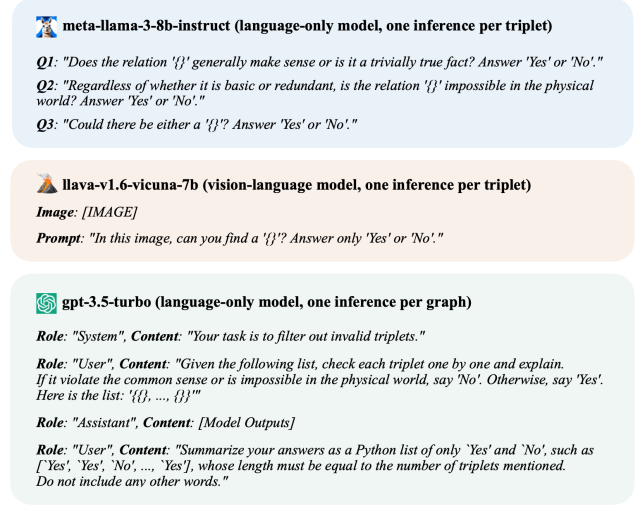 meta-llama-3-8b-instruct (language-only model, one inference per triplet)
Q1: "Does the relation '{}' generally make sense or is it a trivially true fact? Answer 'Yes' or 'No'."
Q2: "Regardless of whether it is basic or redundant, is the relation '{}' impossible in the physical
world? Answer 'Yes' or 'No'."
Q3: "Could there be either a '{}'? Answer 'Yes' or 'No'."
llava-v1.6-vicuna-7b (vision-language model, one inference per triplet)
Image: [IMAGE]
Prompt: "In this image, can you find a '{}'? Answer only 'Yes' or 'No'."
gpt-3.5-turbo (language-only model, one inference per graph)
Role: "System", Content: "Your task is to filter out invalid triplets."
Role: "User", Content: "Given the following list, check each triplet one by one and explain.
If it violate the common sense or is impossible in the physical world, say 'No'. Otherwise, say 'Yes'.
Here is the list: '{{}, ..., {}}'"
Role: "Assistant", Content: [Model Outputs]
Role: "User", Content: "Summarize your answers as a Python list of only `Yes' and `No', such as
[`Yes', `Yes', `No', ..., `Yes'], whose length must be equal to the number of triplets mentioned.
Do not include any other words."